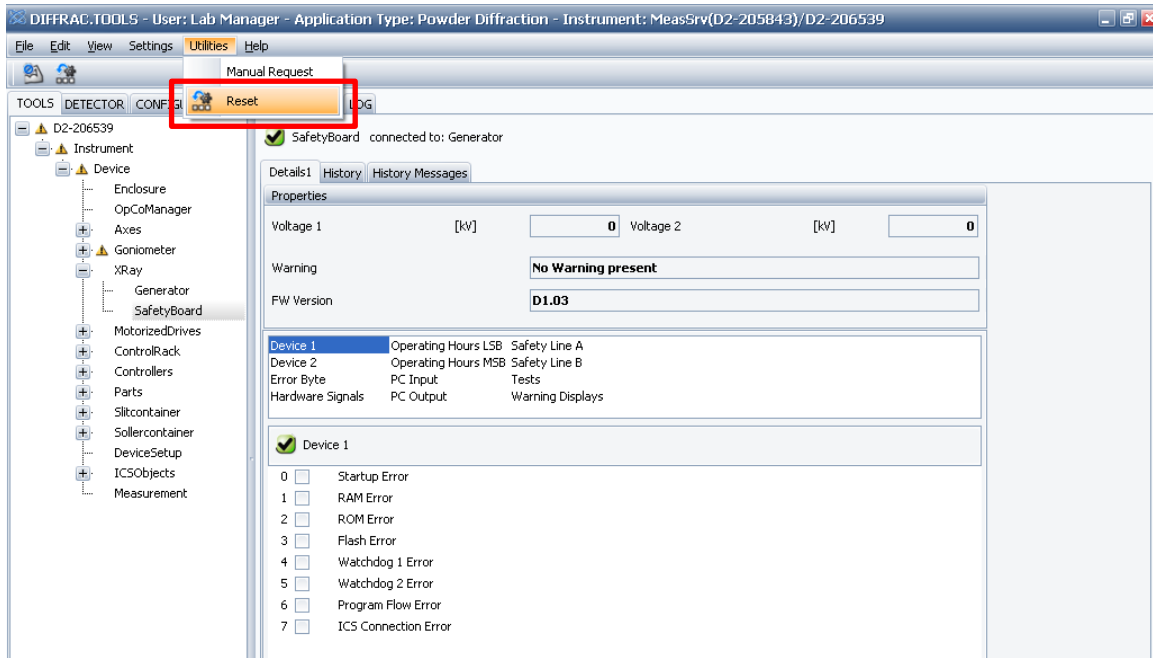 DIFFRAC.TOOLS - User: Lab Manager - Application Type: Powder Diffraction - Instrument: MeasSrv(D2-205843)/D2-206539
File Edit View Settings Utilities Help
Manual Request
Reset
TOOLS DETECTOR CONFIGU LOG
D2-206539
Instrument
Device
Enclosure
OpCoManager
Axes
Goniometer
XRay
Generator
SafetyBoard
MotorizedDrives
ControlRack
Controllers
Parts
Slitcontainer
Sollercontainer
DeviceSetup
ICSObjects
Measurement
SafetyBoard connected to: Generator
Details1 History History Messages
Properties
Voltage 1 [kV] 0 Voltage 2 [kV] 0
Warning No Warning present
FW Version D1.03
Device 1 Operating Hours LSB Safety Line A
Device 2 Operating Hours MSB Safety Line B
Error Byte PC Input Tests
Hardware Signals PC Output Warning Displays
Device 1
0 Startup Error
1 RAM Error
2 ROM Error
3 Flash Error
4 Watchdog 1 Error
5 Watchdog 2 Error
6 Program Flow Error
7 ICS Connection Error